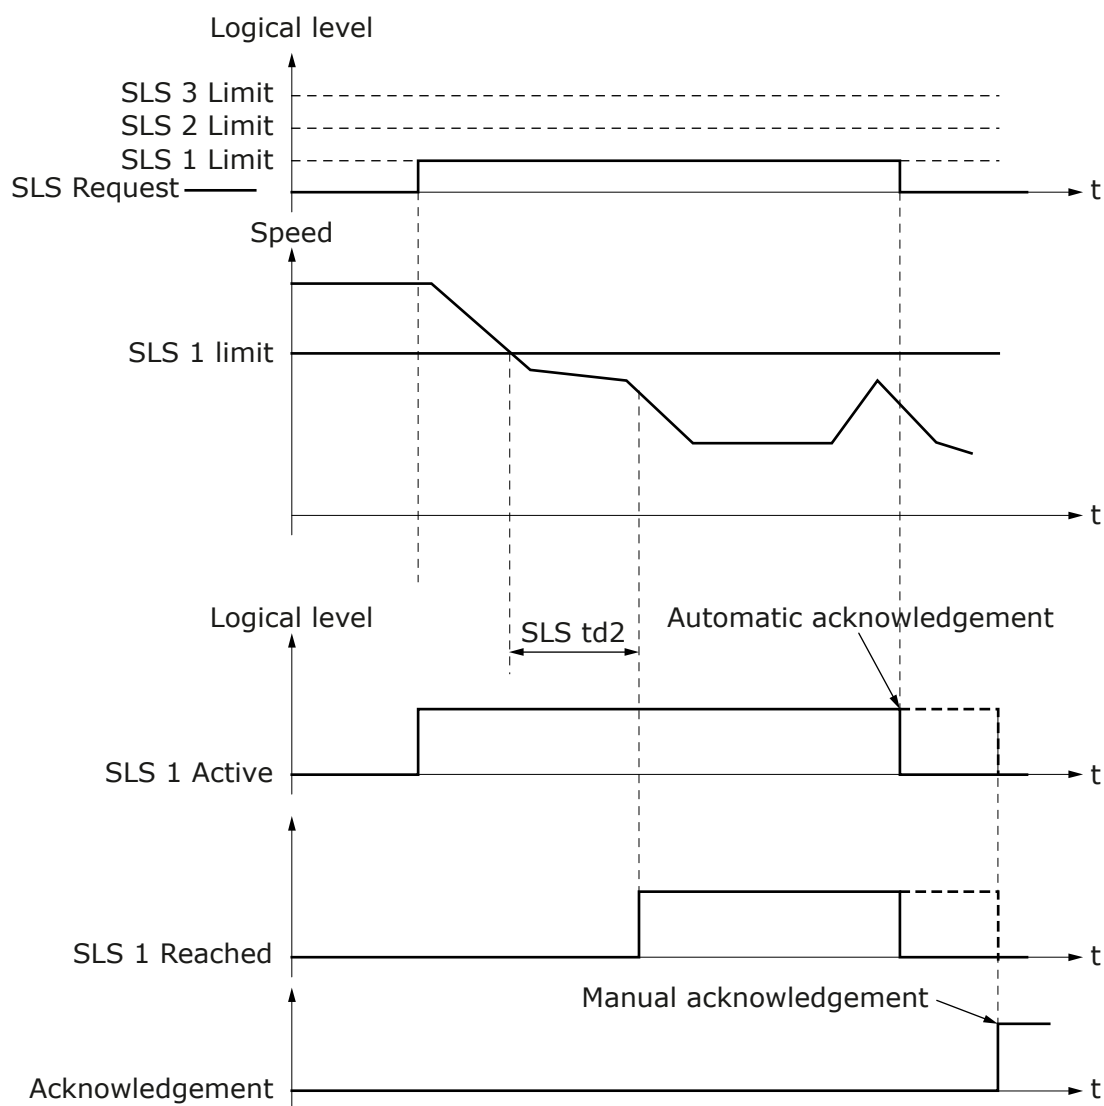 Logical level
SLS 3 Limit
SLS 2 Limit
SLS 1 Limit
SLS Request
t
Speed
SLS 1 limit
t
Logical level
SLS td2
Automatic acknowledgement
SLS 1 Active
t
SLS 1 Reached
t
Manual acknowledgement
Acknowledgement
t